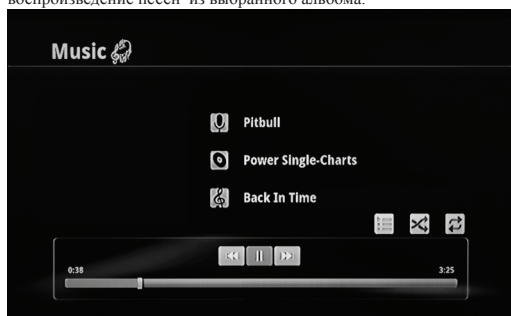 воспроизведение песен из выбранного альбома.
Music
Pitbull
Power Single-Charts
Back In Time
0:38
3:25